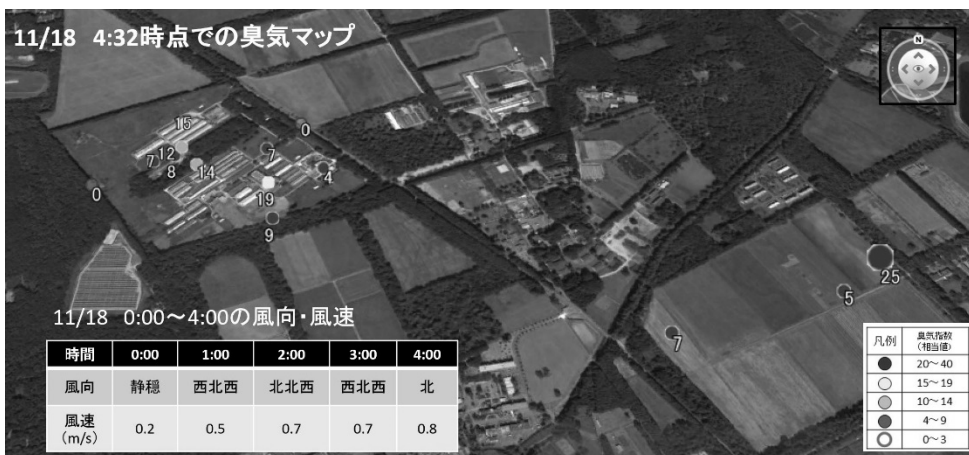 11/18 4:32時点での臭気マップ
N
0
15
12
7
8
14
7
4
0
19
9
25
5
7
11/18 0:00～4:00の風向・風速
時間 0:00 1:00 2:00 3:00 4:00
風向 静穏 西北西 北北西 西北西 北
風速 (m/s) 0.2 0.5 0.7 0.7 0.8
凡例 臭気指数 (相当値)
20～40
15～19
10～14
4～9
0～3